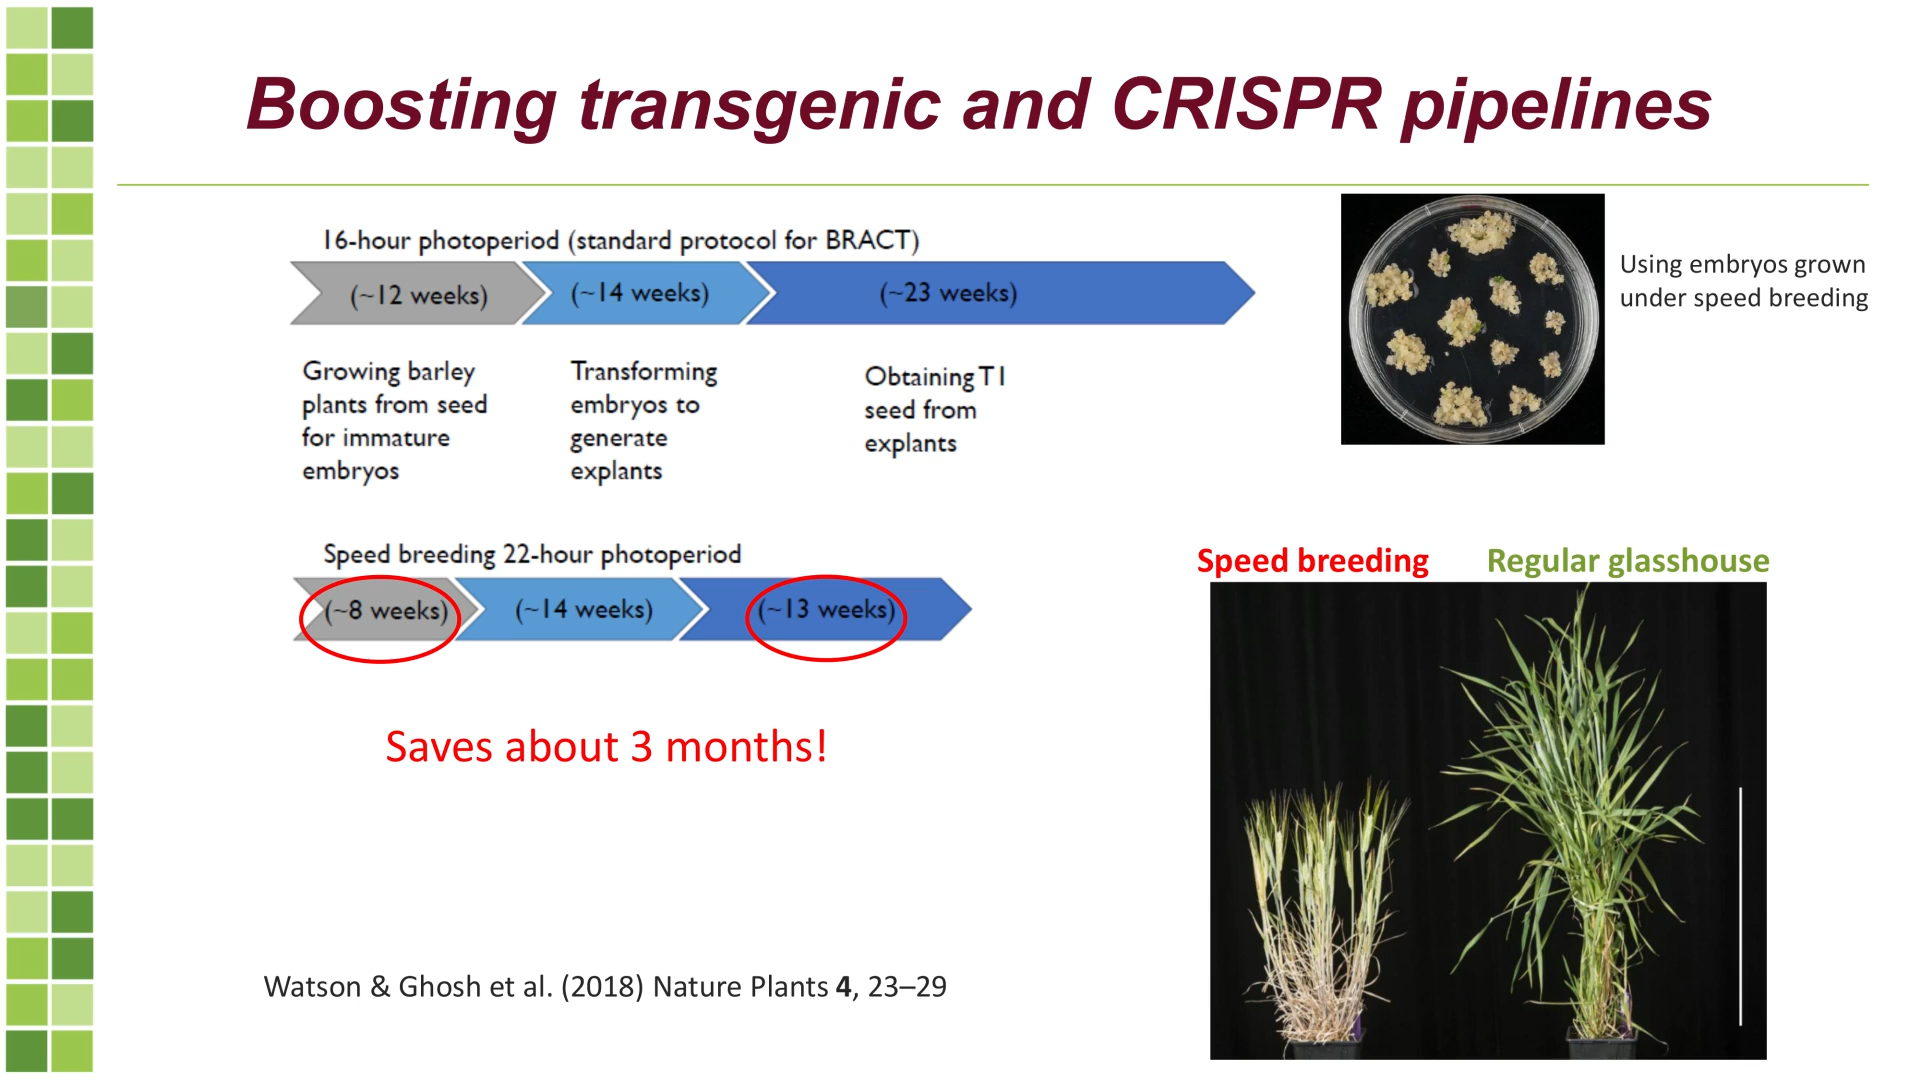 Boosting transgenic and CRISPR pipelines
16-hour photoperiod (standard protocol for BRACT)
(~12 weeks)
(~14 weeks)
(~23 weeks)
Growing barley
plants from seed
for immature
embryos
Transforming
embryos to
generate
explants
Obtaining T1
seed from
explants
Using embryos grown
under speed breeding
Speed breeding 22-hour photoperiod
(~8 weeks)
(~14 weeks)
(~13 weeks)
Saves about 3 months!
Speed breeding
Regular glasshouse
Watson & Ghosh et al. (2018) Nature Plants 4, 23–29